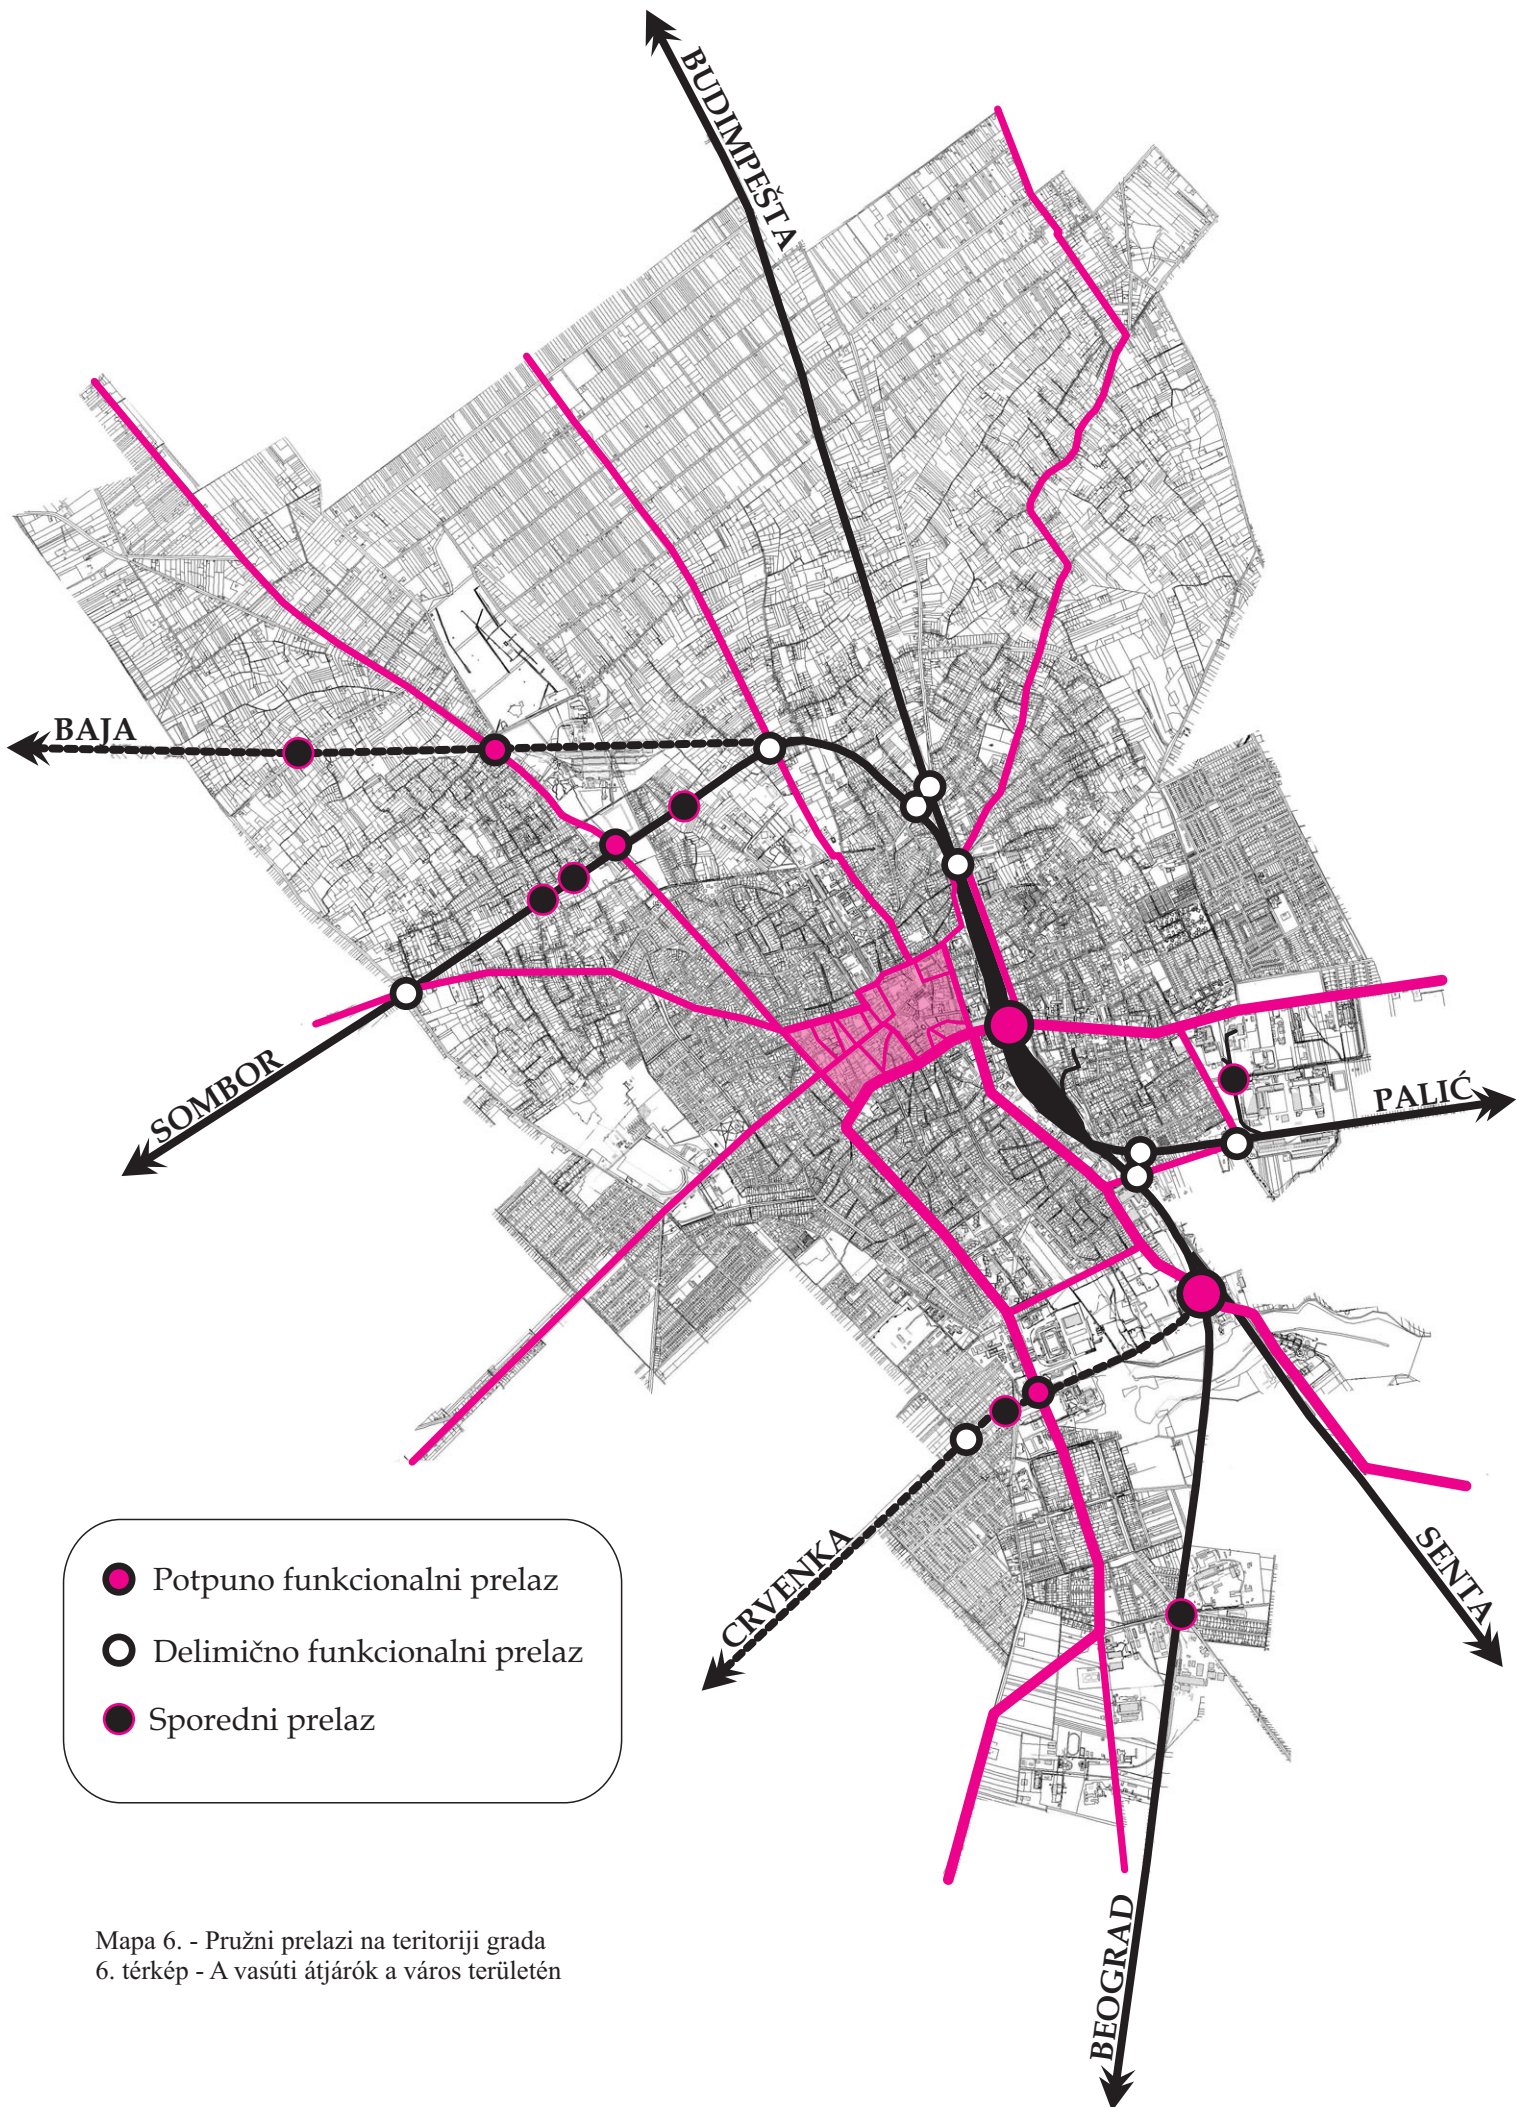 BUDIMPEŠTA
BAJA
SOMBOR
PALIĆ
CRVENKA
SENTA
BEOGRAD
Potpuno funkcionalni prelaz
Delimično funkcionalni prelaz
Sporedni prelaz
Mapa 6. - Pružni prelazi na teritoriji grada
6. térkép - A vasúti átjárók a város területén